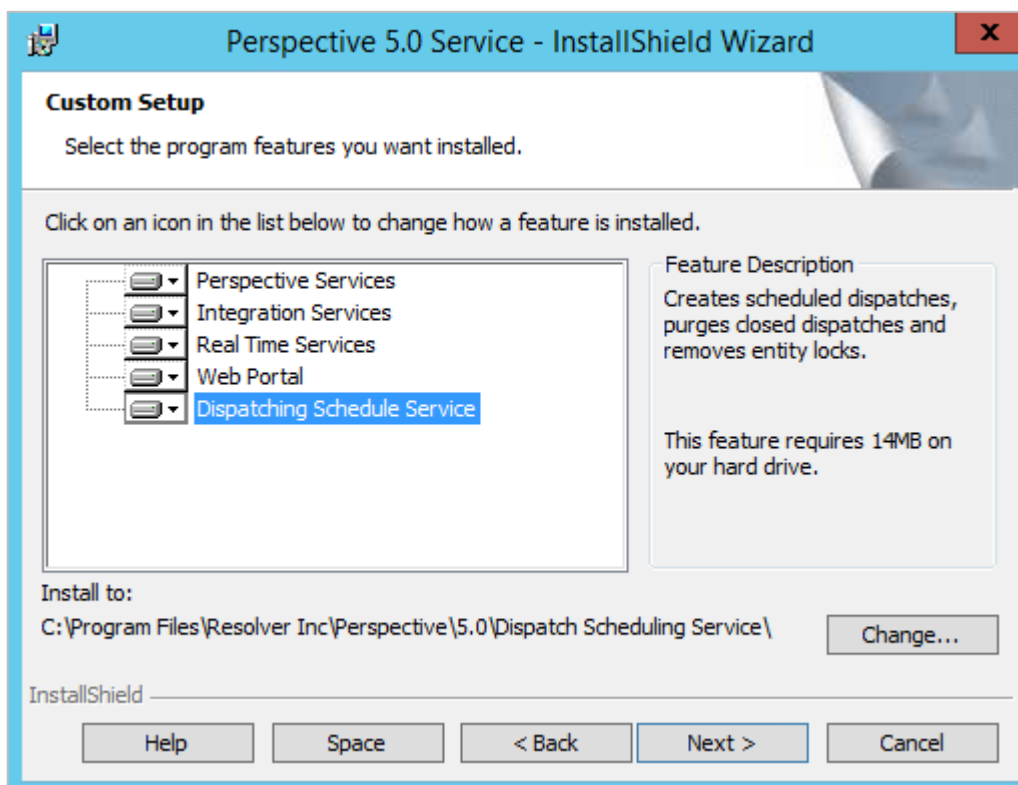 Perspective 5.0 Service - InstallShield Wizard
x
Custom Setup
Select the program features you want installed.
Click on an icon in the list below to change how a feature is installed.
Perspective Services
Integration Services
Real Time Services
Web Portal
Dispatching Schedule Service
Feature Description
Creates scheduled dispatches,
purges closed dispatches and
removes entity locks.
This feature requires 14MB on
your hard drive.
Install to:
C:\Program Files\Resolver Inc\Perspective\5.0\Dispatch Scheduling Service\
Change...
InstallShield
Help
Space
< Back
Next >
Cancel